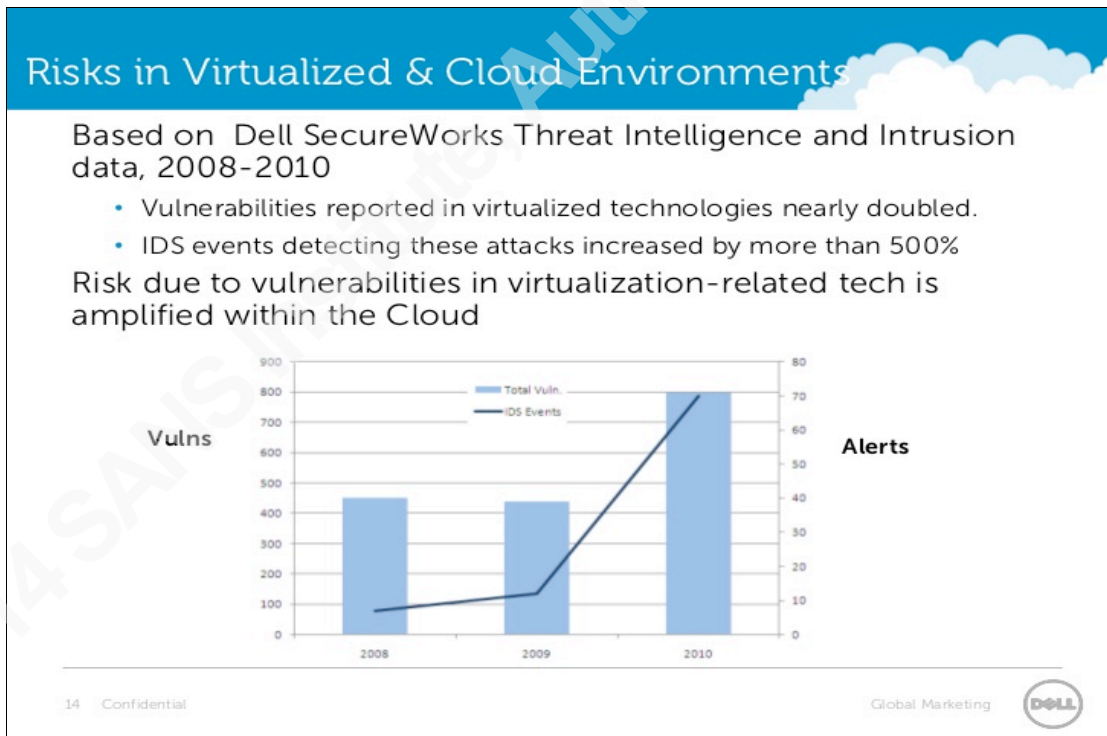 Risks in Virtualized & Cloud Environments
Based on Dell SecureWorks Threat Intelligence and Intrusion
data, 2008-2010
• Vulnerabilities reported in virtualized technologies nearly doubled.
• IDS events detecting these attacks increased by more than 500%
Risk due to vulnerabilities in virtualization-related tech is
amplified within the Cloud
Vulns
900
800
700
600
500
400
300
200
100
0
Total Vuln.
IDS Events
80
70
60
50
40
30
20
10
0
Alerts
2008
2009
2010
14 Confidential
Global Marketing
DELL
4 SANS Institute, Aut